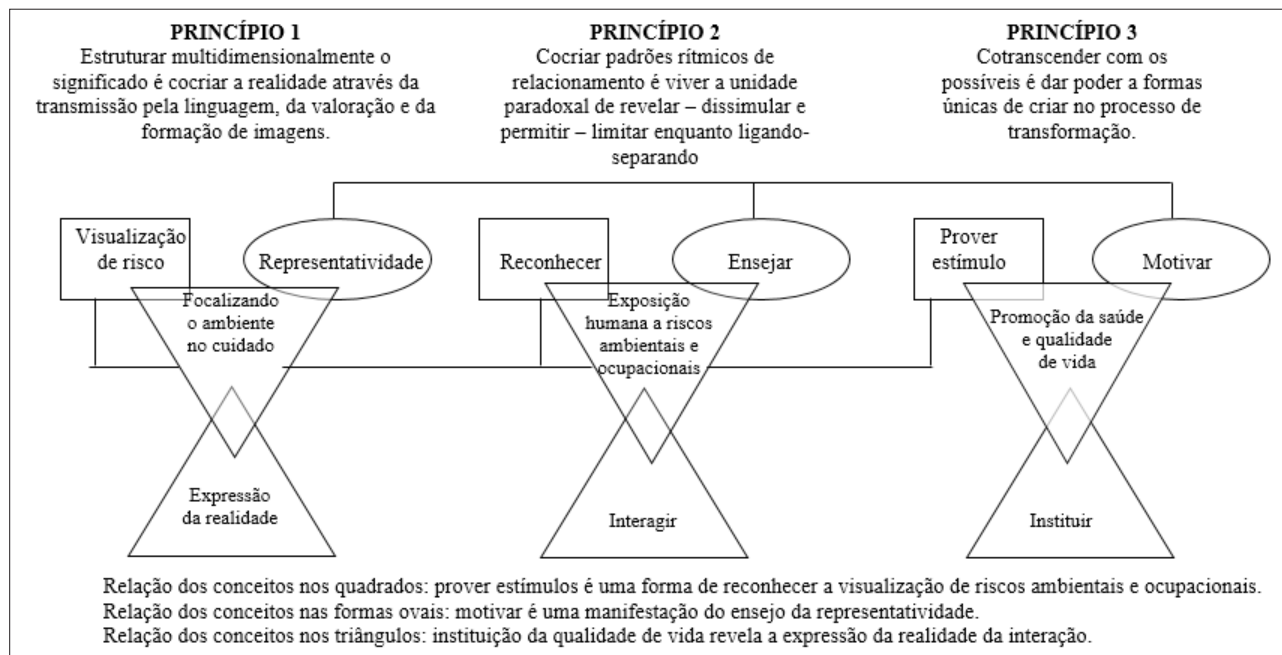 PRINCÍPIO 1
Estruturar multidimensionalmente o
significado é cocriar a realidade através da
transmissão pela linguagem, da valoração e da
formação de imagens.
PRINCÍPIO 2
Cocriar padrões rítmicos de
relacionamento é viver a unidade
paradoxal de revelar – dissimular e
permitir – limitar enquanto ligando-
separando
PRINCÍPIO 3
Cotranscender com os
possíveis é dar poder a formas
únicas de criar no processo de
transformação.
Visualização
de risco
Representatividade
Reconhecer
Ensejar
Prover
estímulo
Motivar
Focalizando
o ambiente
no cuidado
Exposição
humana a riscos
ambientais e
ocupacionais
Promoção da saúde
e qualidade
de vida
Expressão
da realidade
Interagir
Instituir
Relação dos conceitos nos quadrados: prover estímulos é uma forma de reconhecer a visualização de riscos ambientais e ocupacionais.
Relação dos conceitos nas formas ovais: motivar é uma manifestação do ensejo da representatividade.
Relação dos conceitos nos triângulos: instituição da qualidade de vida revela a expressão da realidade da interação.